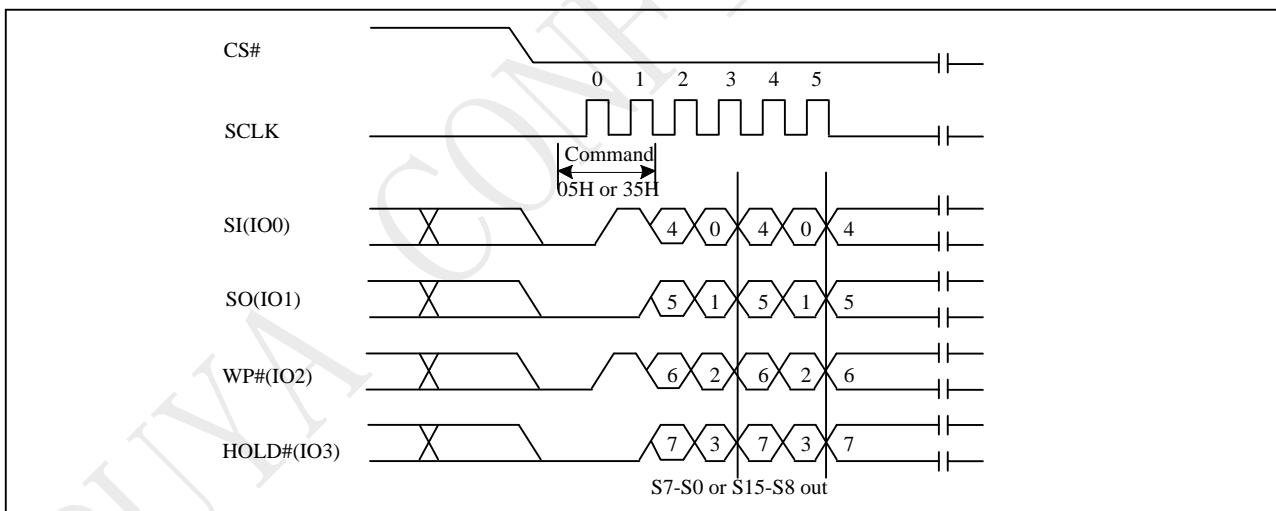 PUYA CONF
CS#
0 1 2 3 4 5
SCLK
Command
05H or 35H
SI(IO0) 4 0 4 0 4
SO(IO1) 5 1 5 1 5
WP#(IO2) 6 2 6 2 6
HOLD#(IO3) 7 3 7 3 7
S7-S0 or S15-S8 out